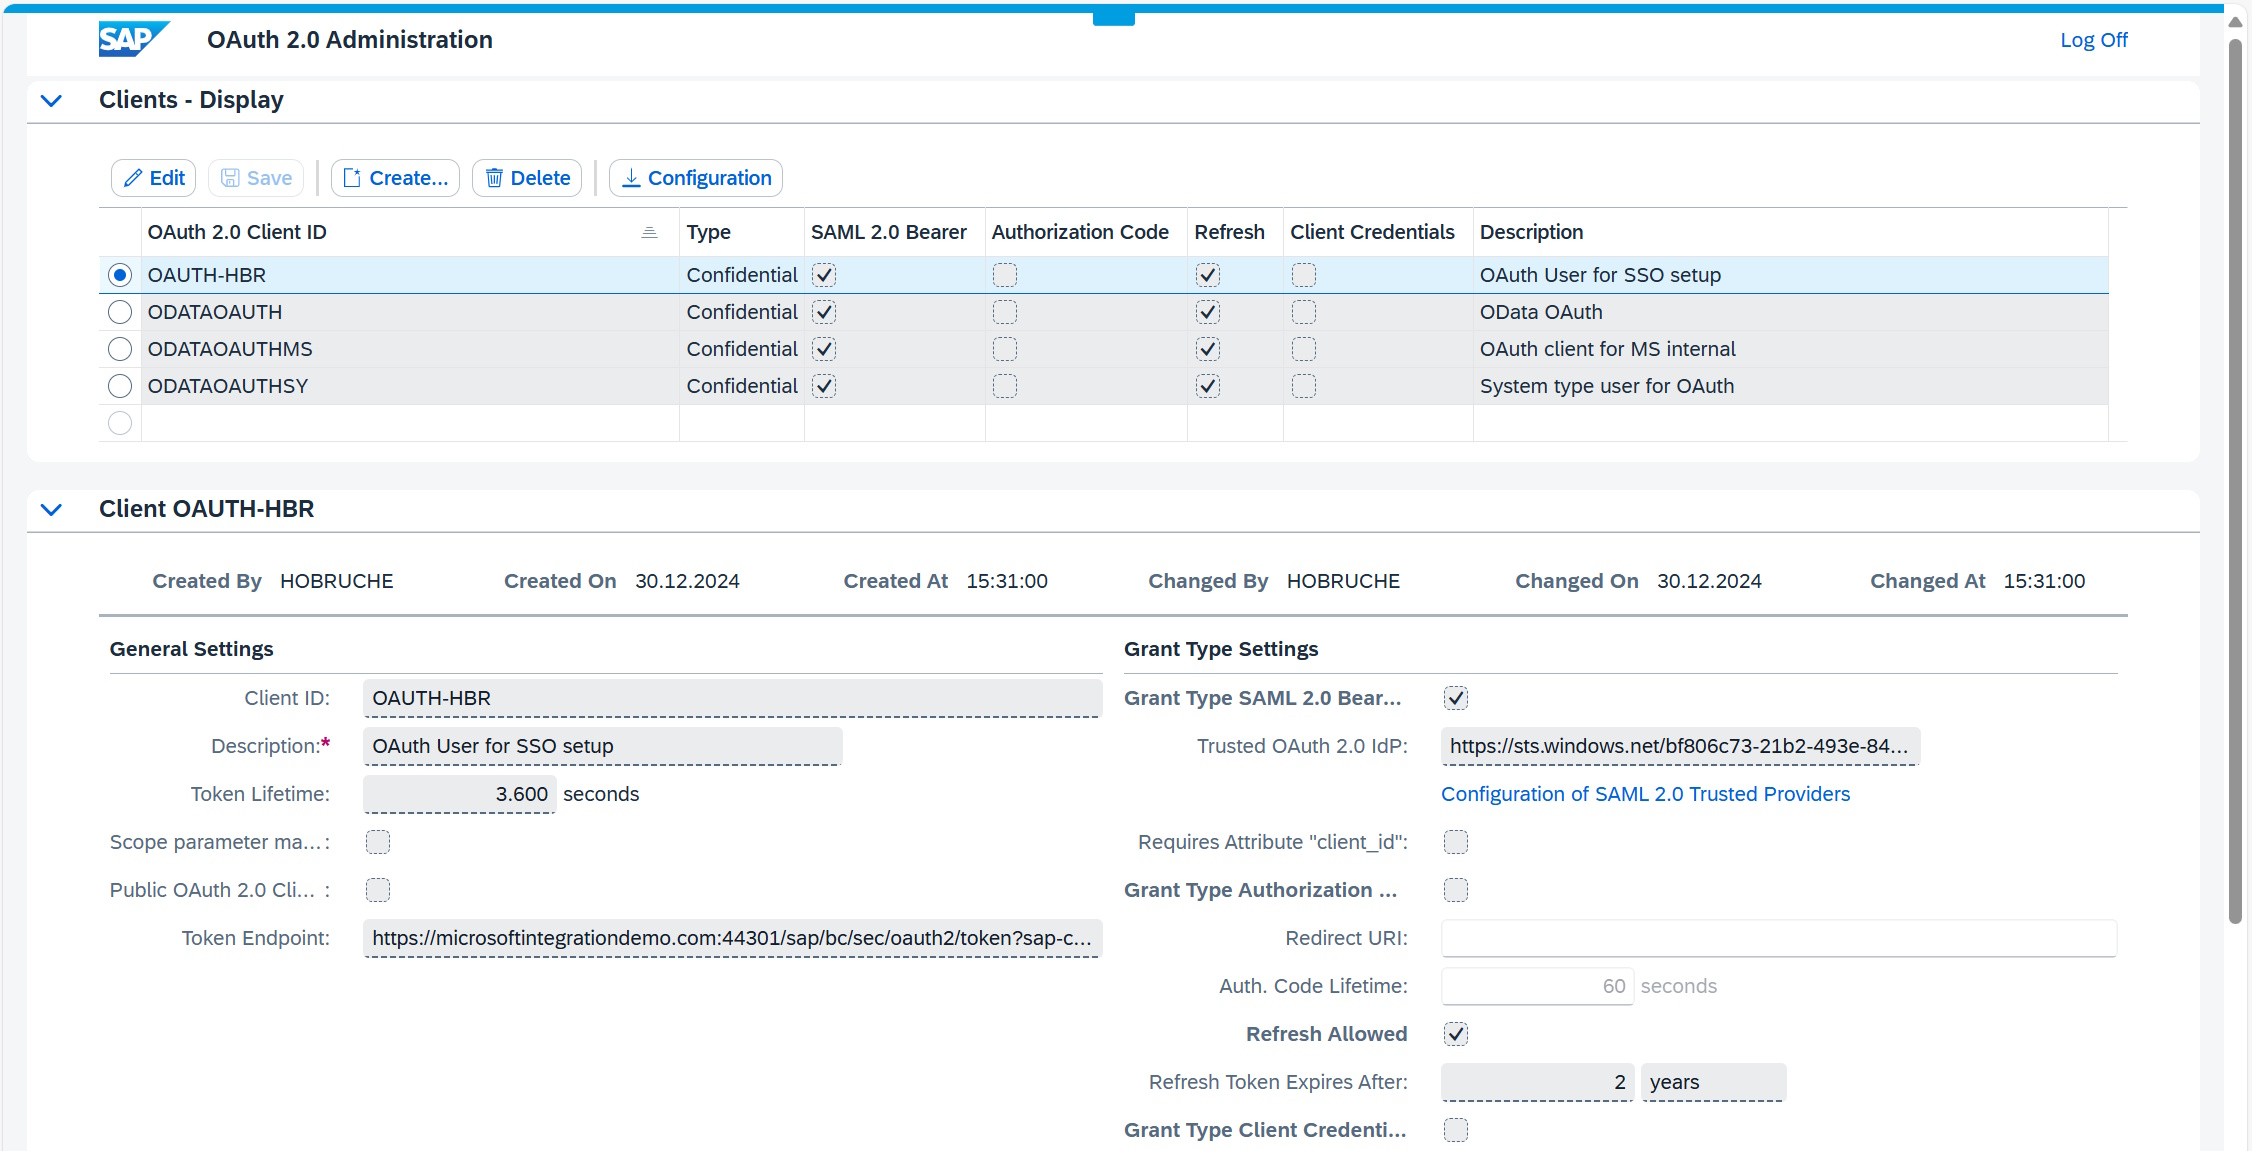 SAP OAuth 2.0 Administration Log Off
Clients - Display
Edit Save Create... Delete Configuration
OAuth 2.0 Client ID Type SAML 2.0 Bearer Authorization Code Refresh Client Credentials Description
OAUTH-HBR Confidential OAuth User for SSO setup
ODATAOAUTH Confidential OData OAuth
ODATAOAUTHMS Confidential OAuth client for MS internal
ODATAOAUTHSY Confidential System type user for OAuth
Client OAUTH-HBR
Created By HOBRUCHE Created On 30.12.2024 Created At 15:31:00 Changed By HOBRUCHE Changed On 30.12.2024 Changed At 15:31:00
General Settings
Client ID: OAUTH-HBR
Description:* OAuth User for SSO setup
Token Lifetime: 3.600 seconds
Scope parameter ma... :
Public OAuth 2.0 Cli... :
Token Endpoint: https://microsoftintegrationdemo.com:44301/sap/bc/sec/oauth2/token?sap-c...
Grant Type Settings
Grant Type SAML 2.0 Bear...
Trusted OAuth 2.0 IdP: https://sts.windows.net/bf806c73-21b2-493e-84...
Configuration of SAML 2.0 Trusted Providers
Requires Attribute "client_id":
Grant Type Authorization ...
Redirect URI:
Auth. Code Lifetime: 60 seconds
Refresh Allowed
Refresh Token Expires After: 2 years
Grant Type Client Credenti...